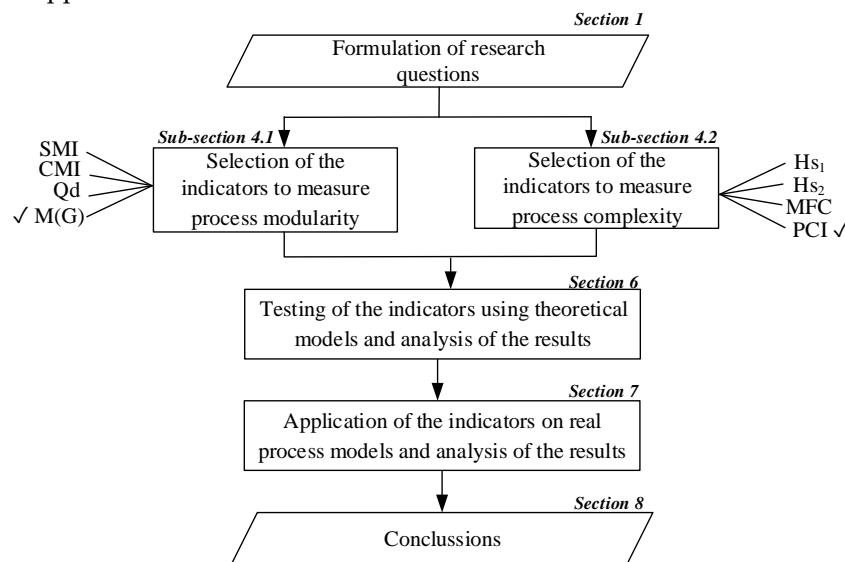 Section 1
Formulation of research
questions
Sub-section 4.1
Sub-section 4.2
SMI
CMI
Qd
✓ M(G)
Selection of the
indicators to measure
process modularity
Selection of the
indicators to measure
process complexity
Hs₁
Hs₂
MFC
PCI ✓
Section 6
Testing of the indicators using theoretical
models and analysis of the results
Section 7
Application of the indicators on real
process models and analysis of the results
Section 8
Conclussions